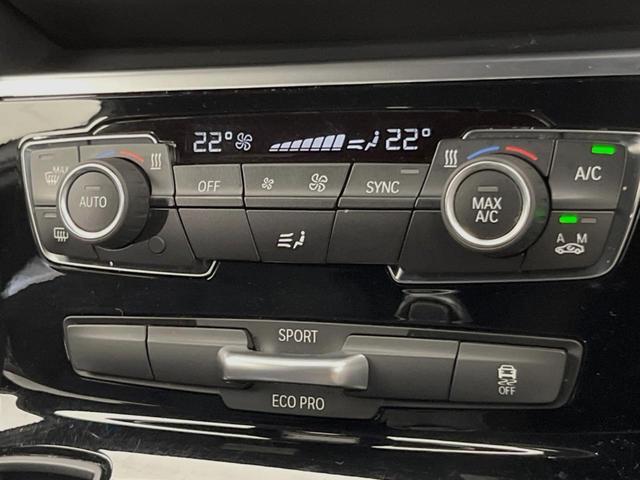 22° 22°
MAX
AUTO
OFF
SYNC
MAX
A/C
A/C
A M
SPORT
ECO PRO
OFF